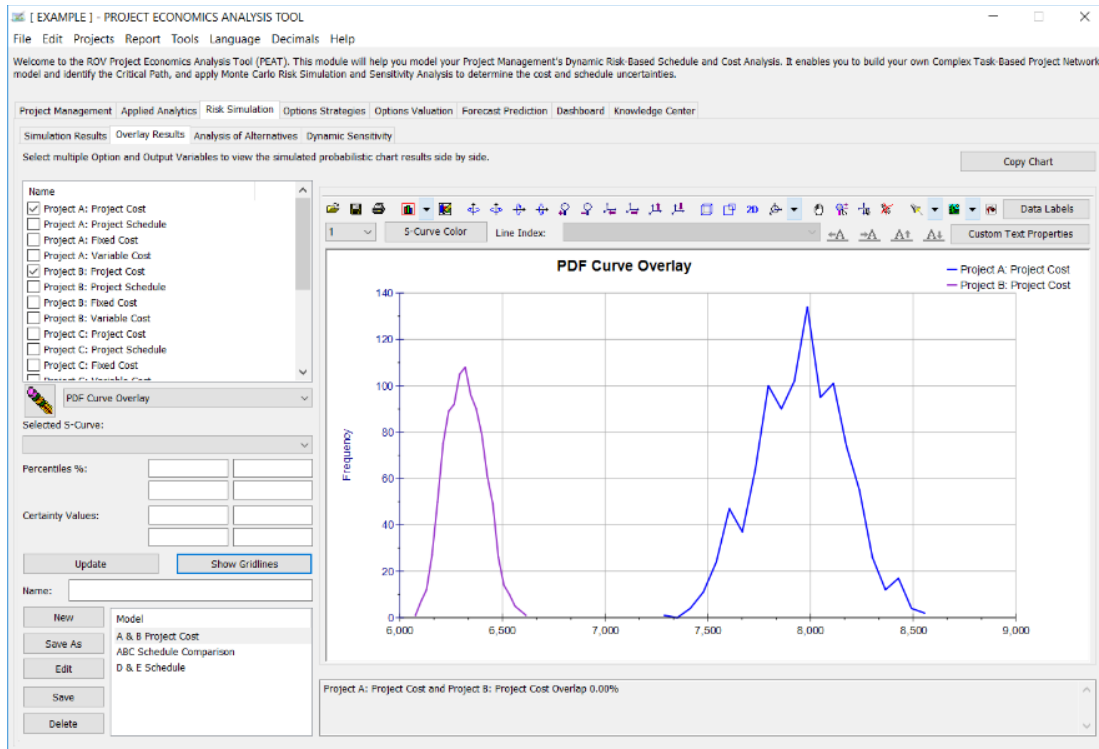 [ EXAMPLE ] - PROJECT ECONOMICS ANALYSIS TOOL
File Edit Projects Report Tools Language Decimals Help
Welcome to the ROV Project Economics Analysis Tool (PEAT). This module will help you model your Project Management's Dynamic Risk-Based Schedule and Cost Analysis. It enables you to build your own Complex Task-Based Project Network
model and identify the Critical Path, and apply Monte Carlo Risk Simulation and Sensitivity Analysis to determine the cost and schedule uncertainties.
Project Management Applied Analytics Risk Simulation Options Strategies Options Valuation Forecast Prediction Dashboard Knowledge Center
Simulation Results Overlay Results Analysis of Alternatives Dynamic Sensitivity
Select multiple Option and Output Variables to view the simulated probabilistic chart results side by side.
Copy Chart
Name
Project A: Project Cost
Project A: Project Schedule
Project A: Fixed Cost
Project A: Variable Cost
Project B: Project Cost
Project B: Project Schedule
Project B: Fixed Cost
Project B: Variable Cost
Project C: Project Cost
Project C: Project Schedule
Project C: Fixed Cost
Project C: Variable Cost
PDF Curve Overlay
Selected S-Curve:
Percentiles %:
Certainty Values:
Update Show Gridlines
Name:
New
Save As
Edit
Save
Delete
Model
A & B Project Cost
ABC Schedule Comparison
D & E Schedule
2D Data Labels
1 S-Curve Color Line Index: A A A A Custom Text Properties
PDF Curve Overlay
Project A: Project Cost
Project B: Project Cost
Frequency
140
120
100
80
60
40
20
0
6,000 6,500 7,000 7,500 8,000 8,500 9,000
Project A: Project Cost and Project B: Project Cost Overlap 0.00%